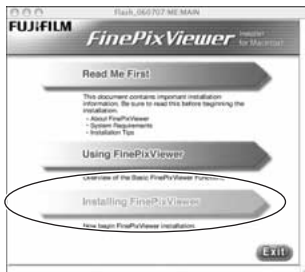 Flash_060707-ME:MAIN
FUJIFILM
FinePixViewer Installer for Macintosh
Read Me First
This document contains important installation
information. Be sure to read this before beginning the
installation.
- About FinePixViewer
- System Requirements
- Installation Tips
Using FinePixViewer
Overview of the Basic FinePixViewer Functions
Installing FinePixViewer
Now begin FinePixViewer installation.
Exit